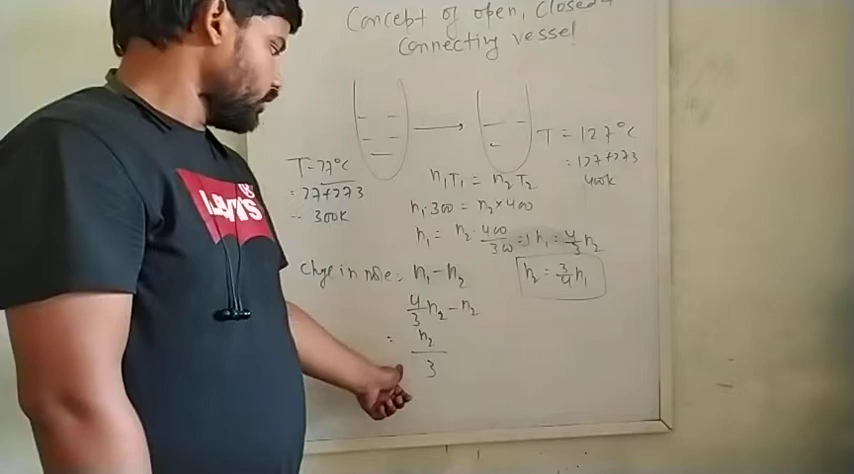 Concept of open, closed
connecting vessel
T = 127°C
= 127+273
400K
T = 27°C
= 27+273
= 300K
n₁T₁ = n₂T₂
n₁ 300 = n₂ × 400
n₁ = n₂ · 400/300 => n₁ = 4/3 n₂
n₂ = 3/4 n₁
Chge in mole = n₁ - n₂
4/3 n₂ - n₂
= n₂/3
Levi's